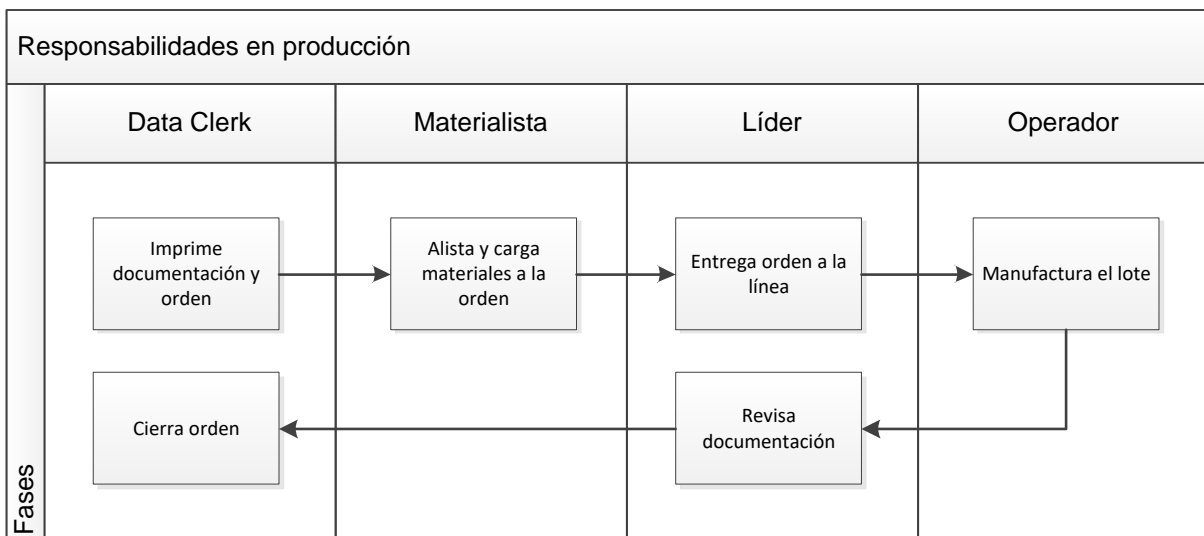 Responsabilidades en producción
Data Clerk
Materialista
Líder
Operador
Imprime
documentación y
orden
Alista y carga
materiales a la
orden
Entrega orden a la
línea
Manufactura el lote
Cierra orden
Revisa
documentación
Fases